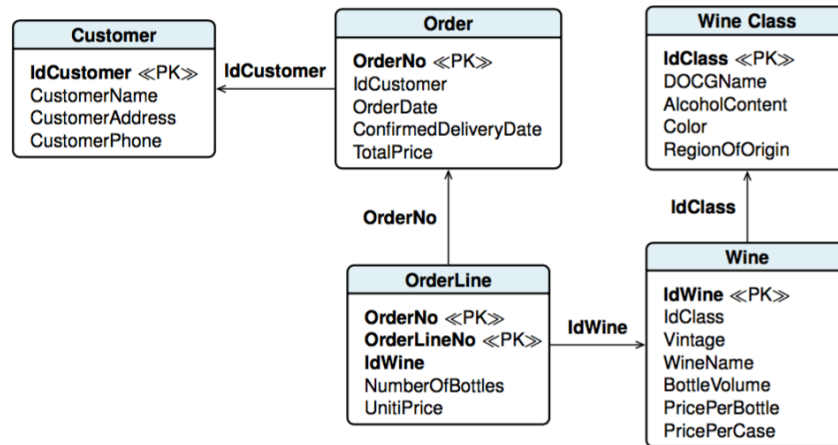 Customer
IdCustomer ≪PK≫
CustomerName
CustomerAddress
CustomerPhone
IdCustomer
Order
OrderNo ≪PK≫
IdCustomer
OrderDate
ConfirmedDeliveryDate
TotalPrice
Wine Class
IdClass ≪PK≫
DOCGName
AlcoholContent
Color
RegionOfOrigin
OrderNo
IdClass
OrderLine
OrderNo ≪PK≫
OrderLineNo ≪PK≫
IdWine
NumberOfBottles
UnitiPrice
IdWine
Wine
IdWine ≪PK≫
IdClass
Vintage
WineName
BottleVolume
PricePerBottle
PricePerCase